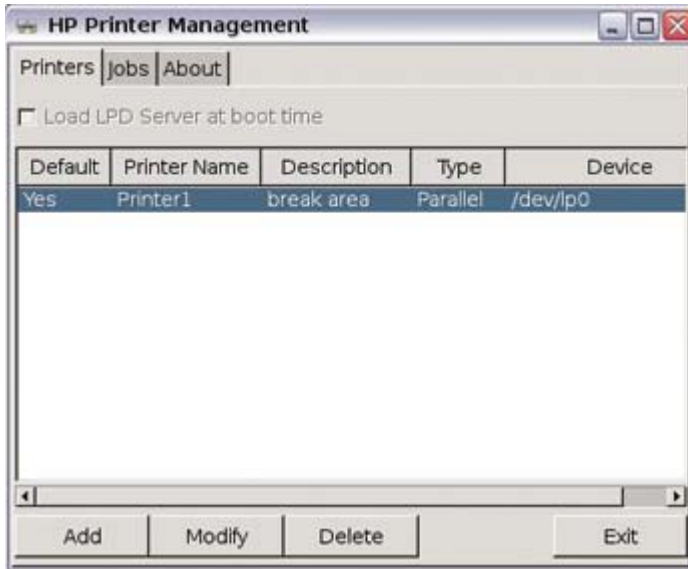 HP Printer Management
Printers Jobs About
Load LPD Server at boot time
Default Printer Name Description Type Device
Yes Printer1 break area Parallel /dev/lp0
Add Modify Delete Exit